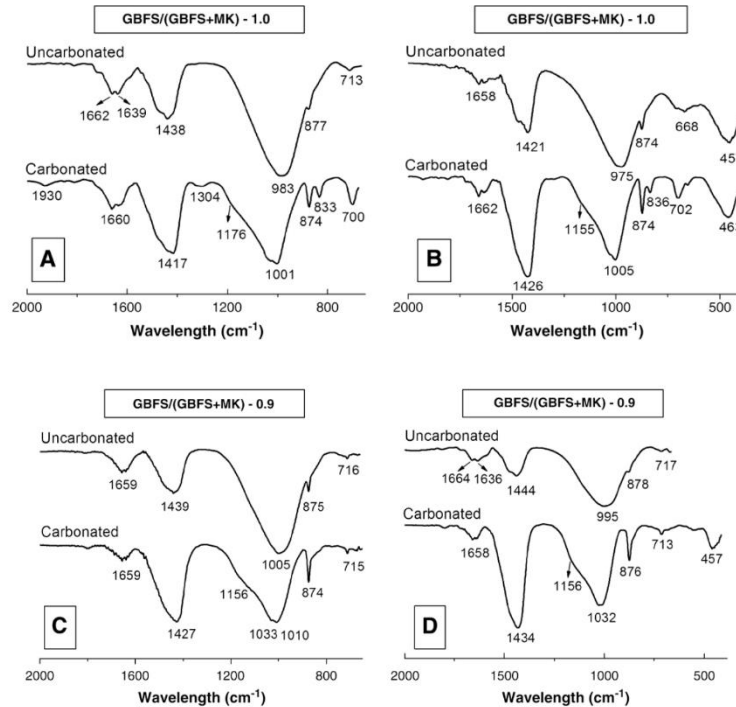 GBFS/(GBFS+MK) - 1.0
Uncarbonated
1662
1639
1438
983
877
713
Carbonated
1930
1660
1417
1304
1176
1001
874
833
700
A
2000 1600 1200 800
Wavelength (cm⁻¹)
GBFS/(GBFS+MK) - 1.0
Uncarbonated
1658
1421
975
874
668
Carbonated
1662
1426
1155
1005
874
836
702
B
2000 1500 1000 500
Wavelength (cm⁻¹)
GBFS/(GBFS+MK) - 0.9
Uncarbonated
1659
1439
1005
875
716
Carbonated
1659
1427
1156
1033 1010
874
715
C
2000 1600 1200 800
Wavelength (cm⁻¹)
GBFS/(GBFS+MK) - 0.9
Uncarbonated
1664
1636
1444
995
878
717
Carbonated
1658
1434
1156
1032
876
713
457
D
2000 1500 1000 500
Wavelength (cm⁻¹)